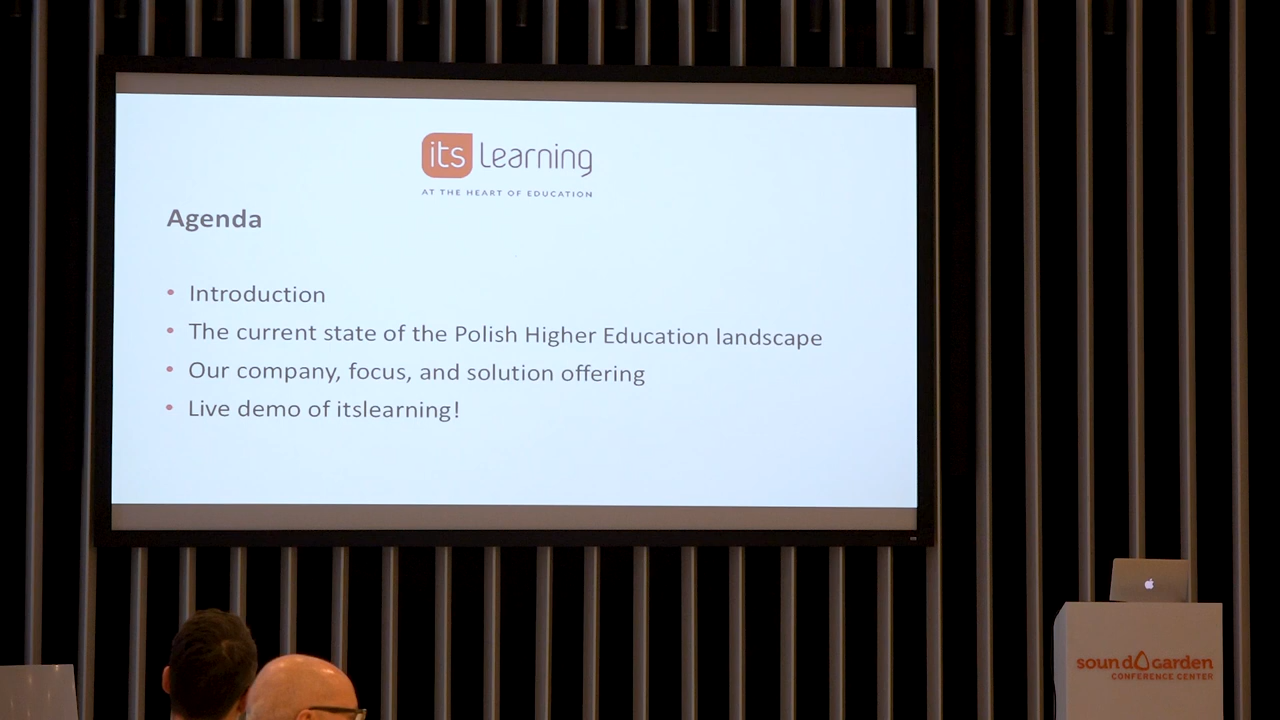 its Learning
AT THE HEART OF EDUCATION
Agenda
• Introduction
• The current state of the Polish Higher Education landscape
• Our company, focus, and solution offering
• Live demo of itslearning!
sound garden
CONFERENCE CENTER